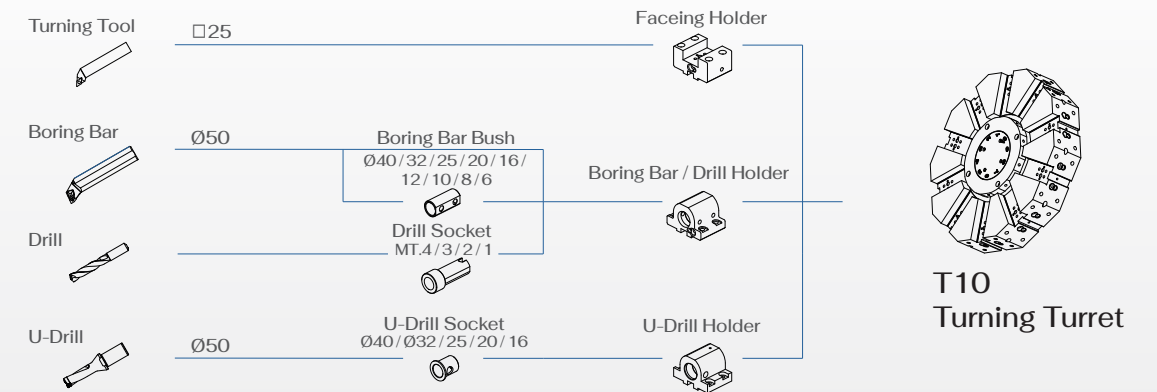 Turning Tool
□25
Faceing Holder
Boring Bar
Ø50
Boring Bar Bush
Ø40/32/25/20/16/
12/10/8/6
Boring Bar / Drill Holder
Drill
Drill Socket
MT.4/3/2/1
U-Drill
Ø50
U-Drill Socket
Ø40/Ø32/25/20/16
U-Drill Holder
T10
Turning Turret